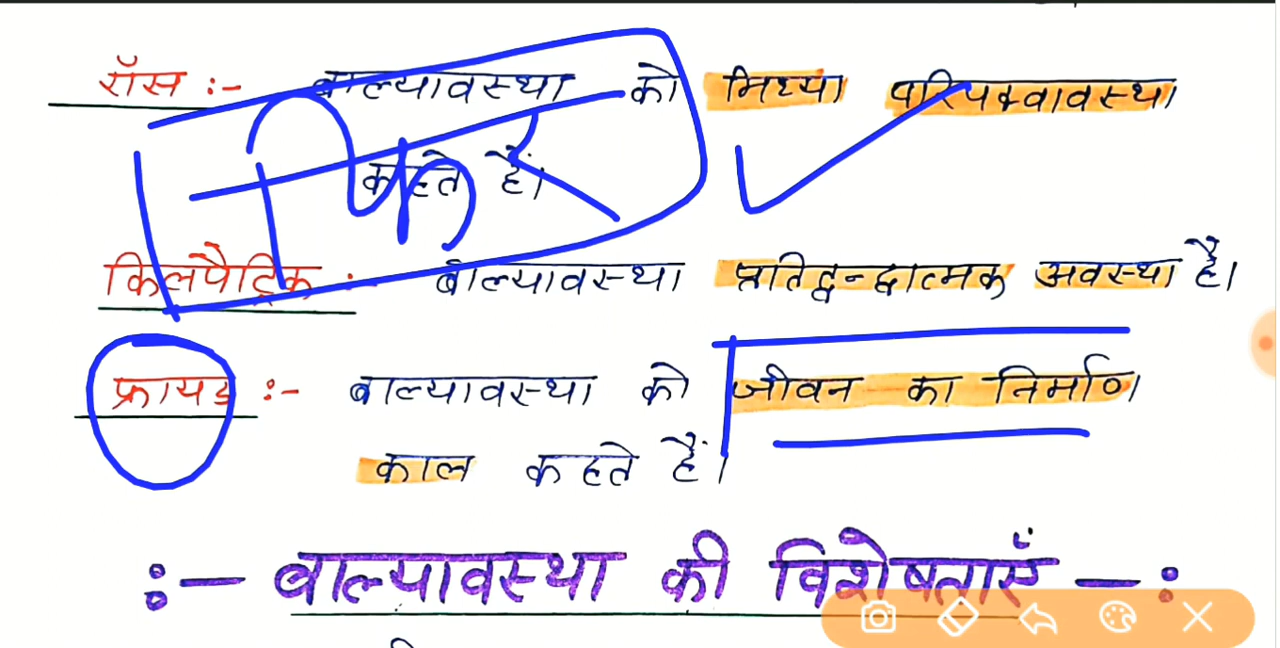 रॉस :- बाल्यावस्था को मिथ्या परिपक्वावस्था
कहते हैं।
किलपैट्रिक : बाल्यावस्था प्रतिद्वन्द्वात्मक अवस्था है।
फ्रायड :- बाल्यावस्था को जीवन का निर्माण
काल कहते हैं।
:- बाल्यावस्था की विशेषताएँ -: